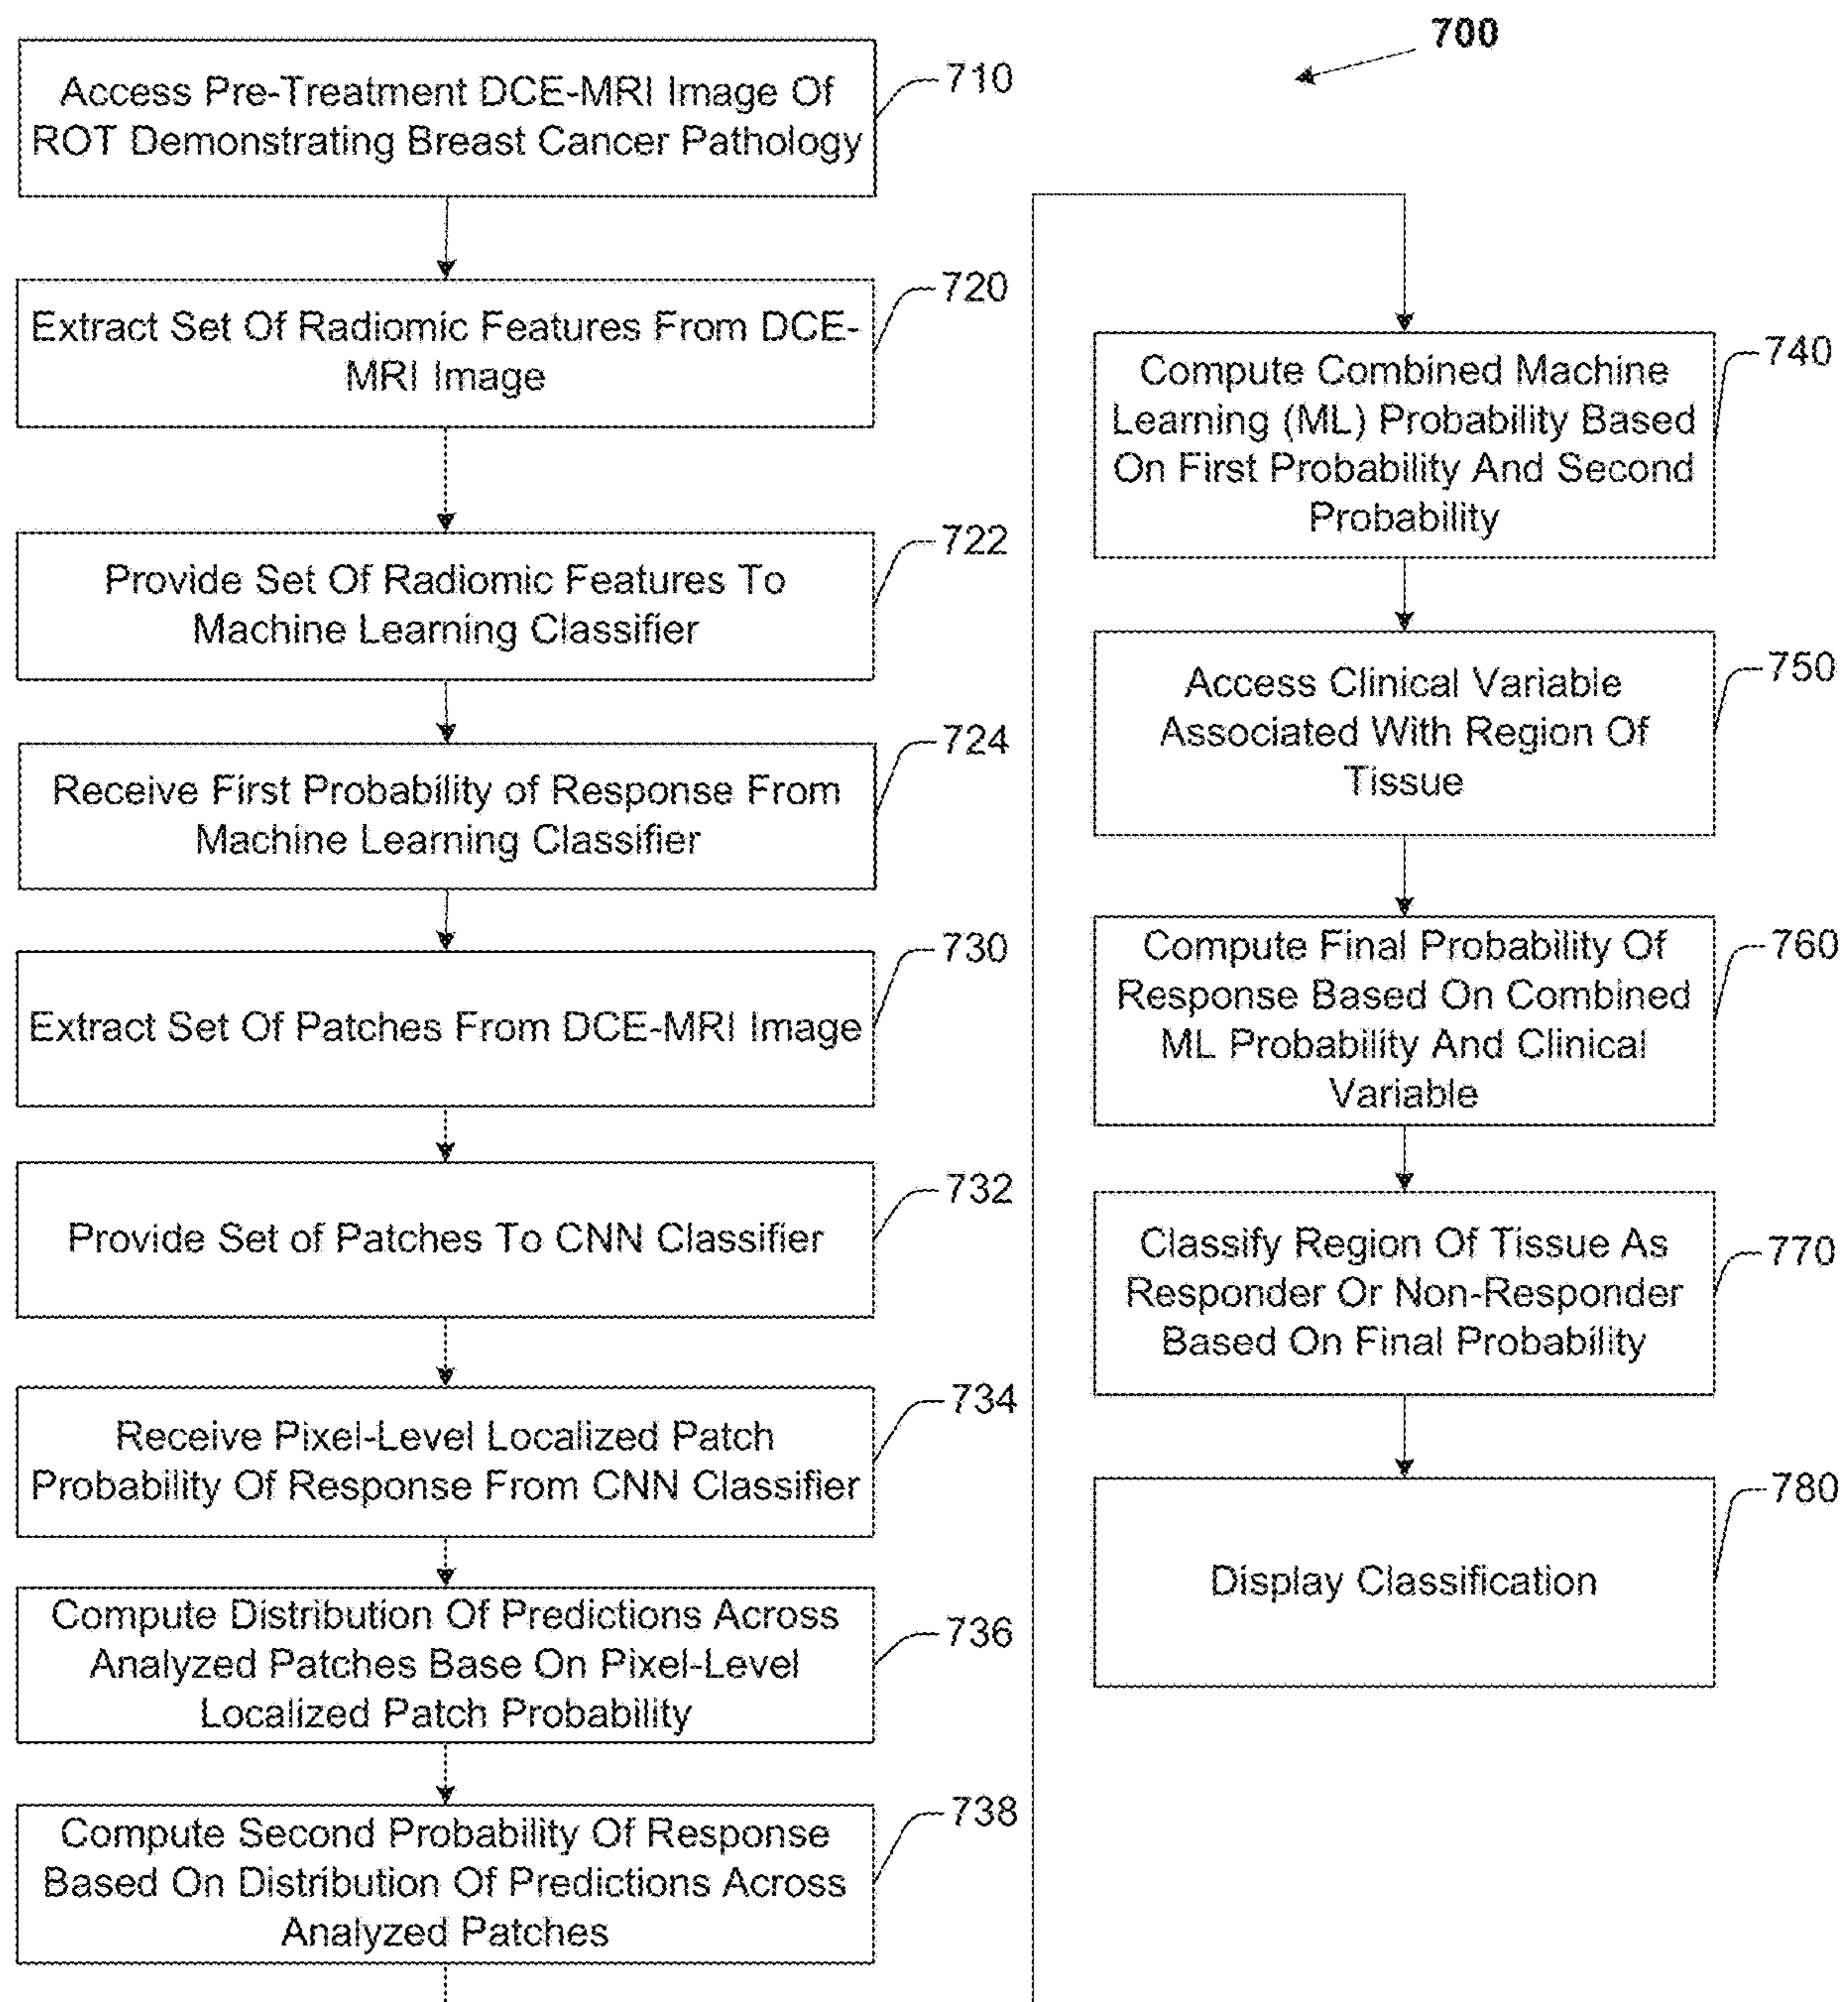 700
Access Pre-Treatment DCE-MRI Image Of
ROT Demonstrating Breast Cancer Pathology
710
Extract Set Of Radiomic Features From DCE-
MRI Image
720
Provide Set Of Radiomic Features To
Machine Learning Classifier
722
Receive First Probability of Response From
Machine Learning Classifier
724
Extract Set Of Patches From DCE-MRI Image
730
Provide Set of Patches To CNN Classifier
732
Receive Pixel-Level Localized Patch
Probability Of Response From CNN Classifier
734
Compute Distribution Of Predictions Across
Analyzed Patches Base On Pixel-Level
Localized Patch Probability
736
Compute Second Probability Of Response
Based On Distribution Of Predictions Across
Analyzed Patches
738
Compute Combined Machine
Learning (ML) Probability Based
On First Probability And Second
Probability
740
Access Clinical Variable
Associated With Region Of
Tissue
750
Compute Final Probability Of
Response Based On Combined
ML Probability And Clinical
Variable
760
Classify Region Of Tissue As
Responder Or Non-Responder
Based On Final Probability
770
Display Classification
780